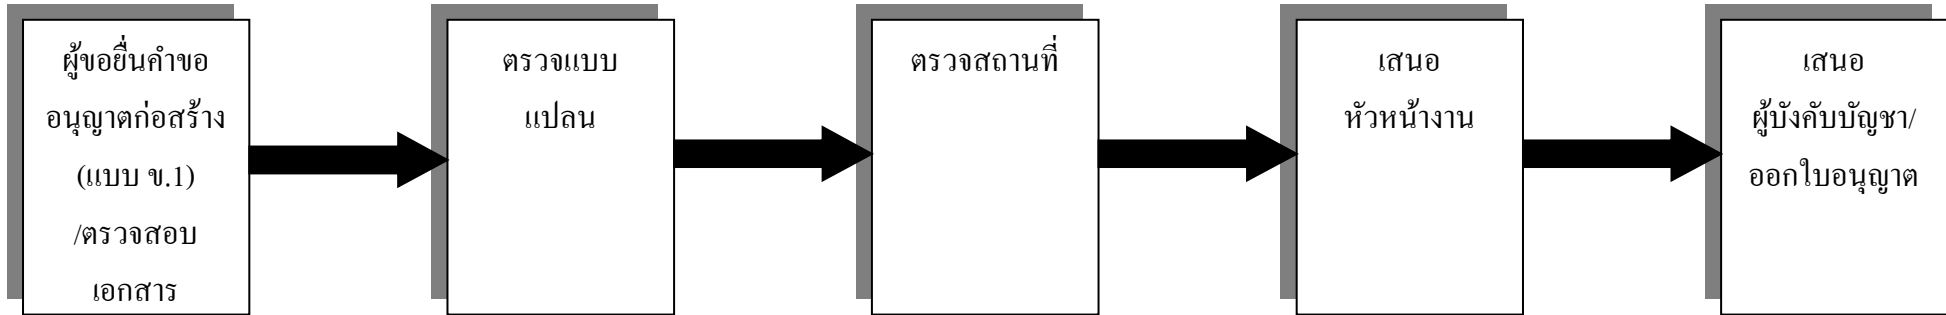 ผู้ขอยื่นคำขอ
อนุญาตก่อสร้าง
(แบบ ข.1)
/ตรวจสอบ
เอกสาร
ตรวจแบบ
แปลน
ตรวจสถานที่
เสนอ
หัวหน้างาน
เสนอ
ผู้บังคับบัญชา/
ออกใบอนุญาต